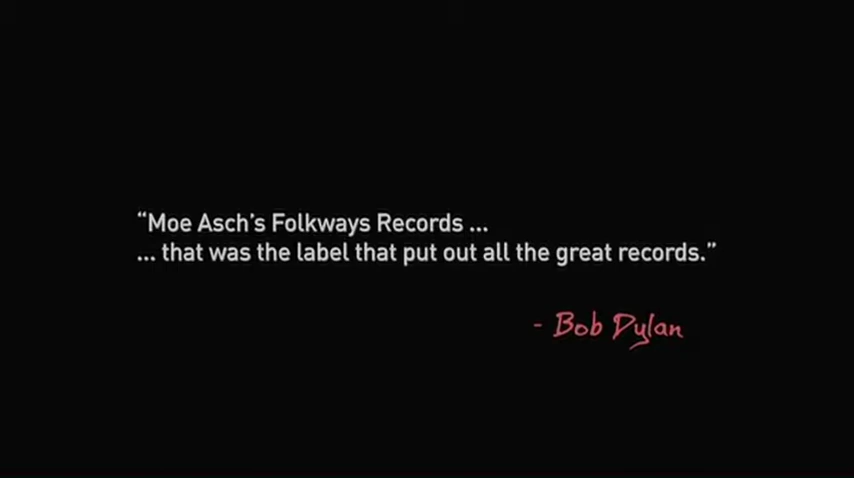 “Moe Asch’s Folkways Records ...
... that was the label that put out all the great records.”
- Bob Dylan